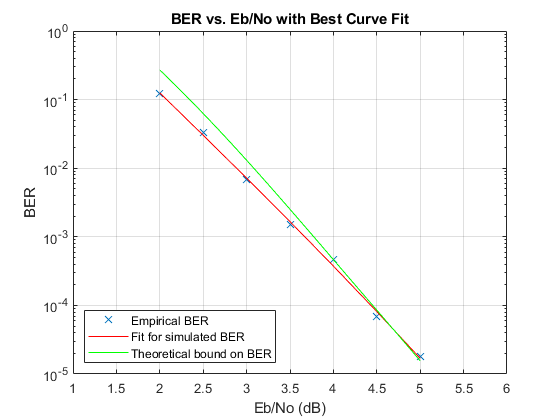 BER vs. Eb/No with Best Curve Fit
10^0
10^-1
10^-2
10^-3
10^-4
10^-5
BER
Empirical BER
Fit for simulated BER
Theoretical bound on BER
1 1.5 2 2.5 3 3.5 4 4.5 5 5.5 6
Eb/No (dB)